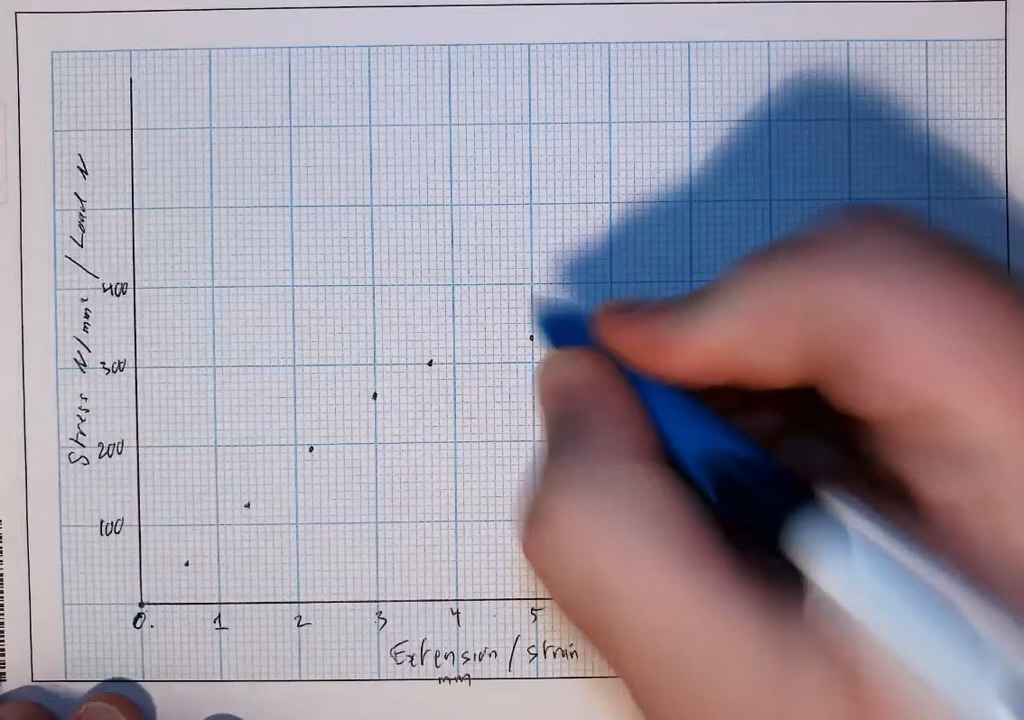 Stress N/mm² / Load N
400
300
200
100
0. 1 2 3 4 5
Extension / strain
mm